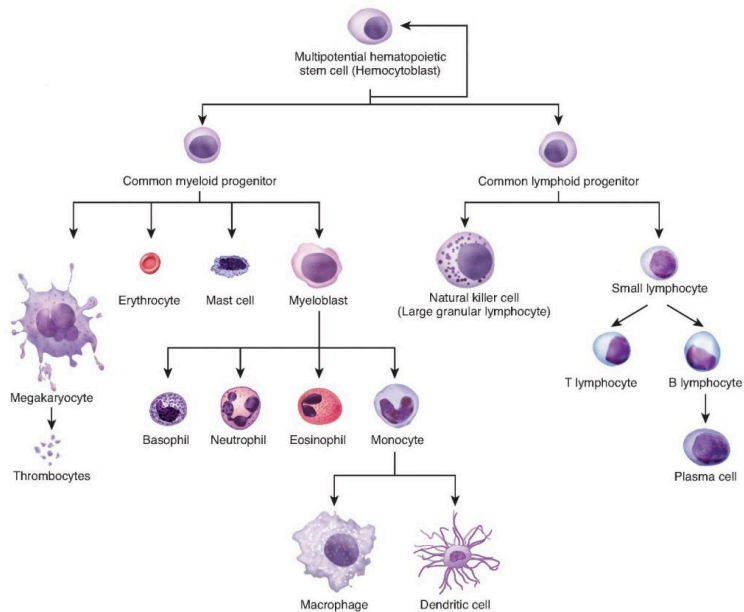 Multipotential hematopoietic
stem cell (Hemocytoblast)
Common myeloid progenitor
Common lymphoid progenitor
Erythrocyte
Mast cell
Myeloblast
Natural killer cell
(Large granular lymphocyte)
Small lymphocyte
Megakaryocyte
Basophil
Neutrophil
Eosinophil
Monocyte
T lymphocyte
B lymphocyte
Thrombocytes
Plasma cell
Macrophage
Dendritic cell